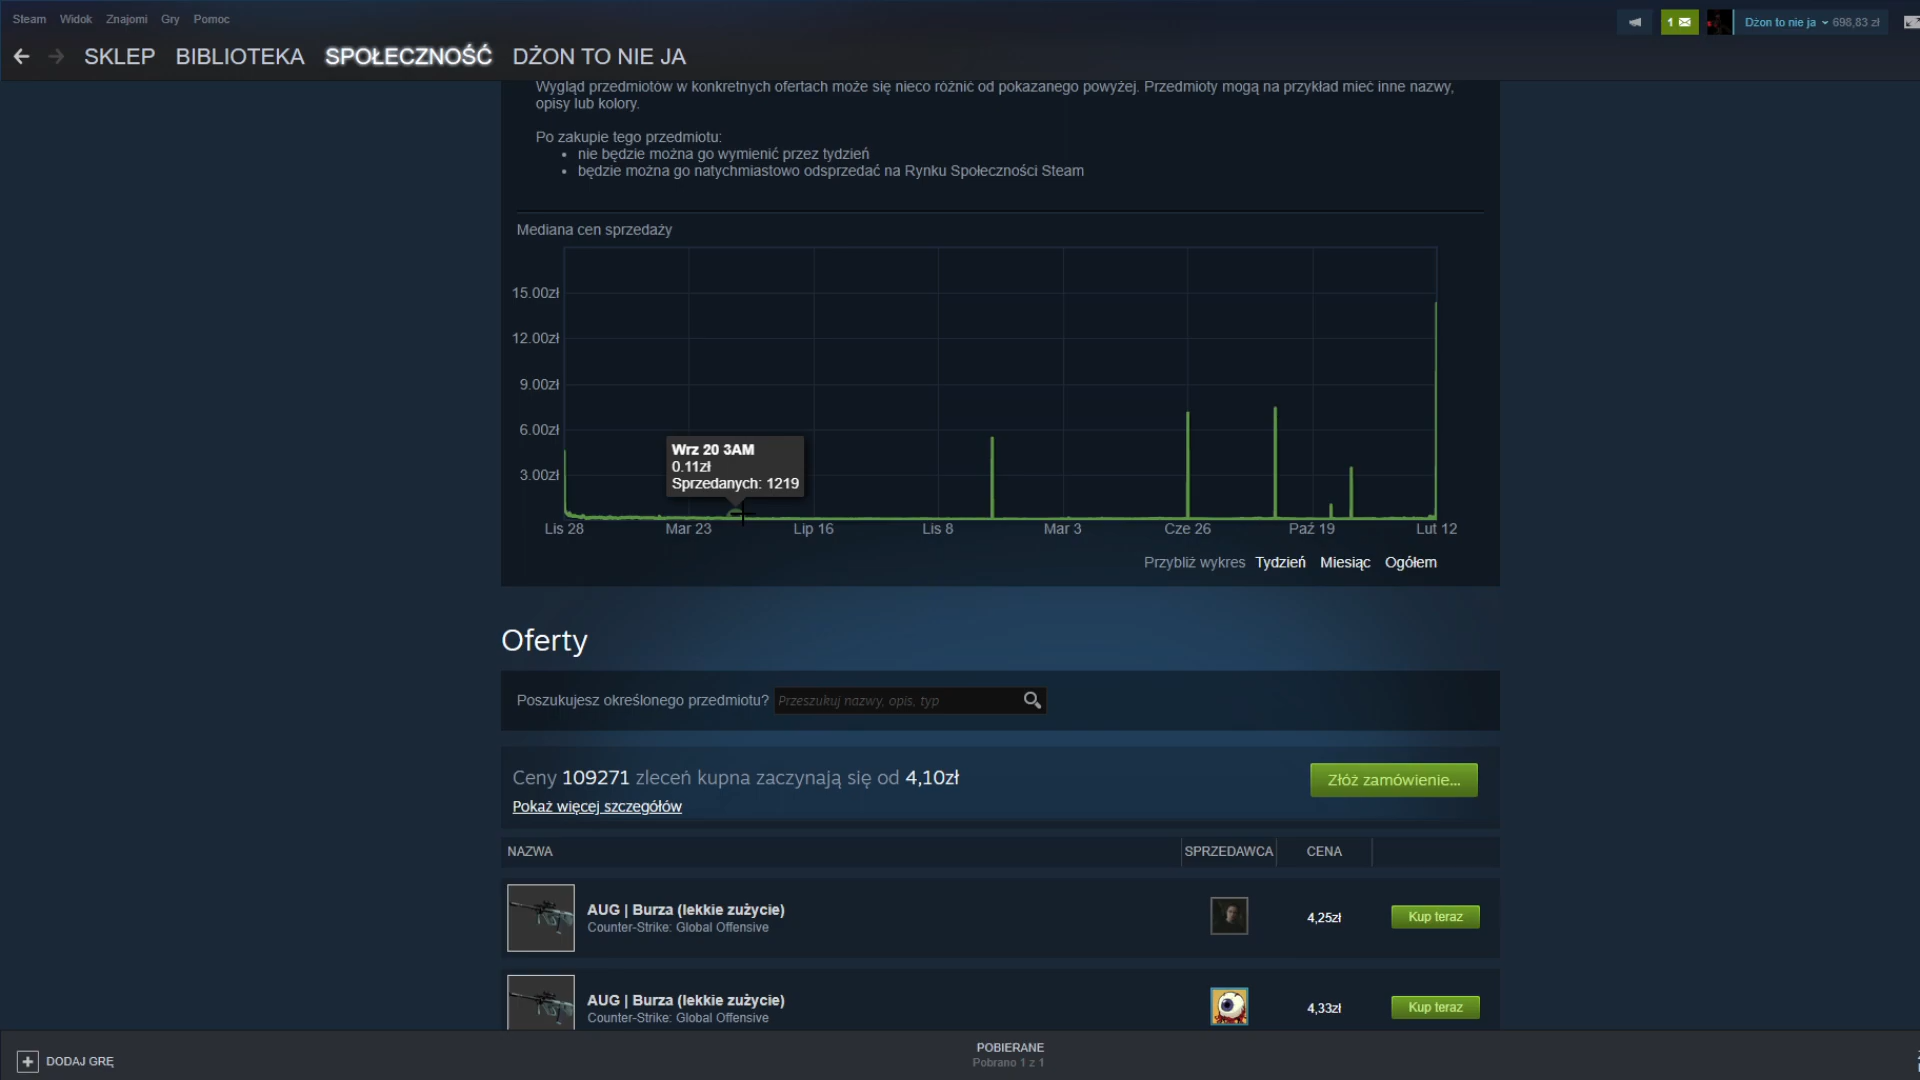 Steam Widok Znajomi Gry Pomoc
1
Dżon to nie ja 698,83 zł
SKLEP BIBLIOTEKA SPOŁECZNOŚĆ DŻON TO NIE JA
Wygląd przedmiotów w konkretnych ofertach może się nieco różnić od pokazanego powyżej. Przedmioty mogą na przykład mieć inne nazwy,
opisy lub kolory.
Po zakupie tego przedmiotu:
• nie będzie można go wymienić przez tydzień
• będzie można go natychmiastowo odsprzedać na Rynku Społeczności Steam
Mediana cen sprzedaży
15.00zł
12.00zł
9.00zł
6.00zł
3.00zł
Wrz 20 3AM
0.11zł
Sprzedanych: 1219
Lis 28 Mar 23 Lip 16 Lis 8 Mar 3 Cze 26 Paź 19 Lut 12
Przybliż wykres Tydzień Miesiąc Ogółem
Oferty
Poszukujesz określonego przedmiotu? Przeszukuj nazwy, opis, typ
Ceny 109271 zleceń kupna zaczynają się od 4,10zł
Złóż zamówienie...
Pokaż więcej szczegółów
NAZWA SPRZEDAWCA CENA
AUG | Burza (lekkie zużycie)
Counter-Strike: Global Offensive
4,25zł Kup teraz
AUG | Burza (lekkie zużycie)
Counter-Strike: Global Offensive
4,33zł Kup teraz
DODAJ GRĘ
POBIERANE
Pobrano 1 z 1